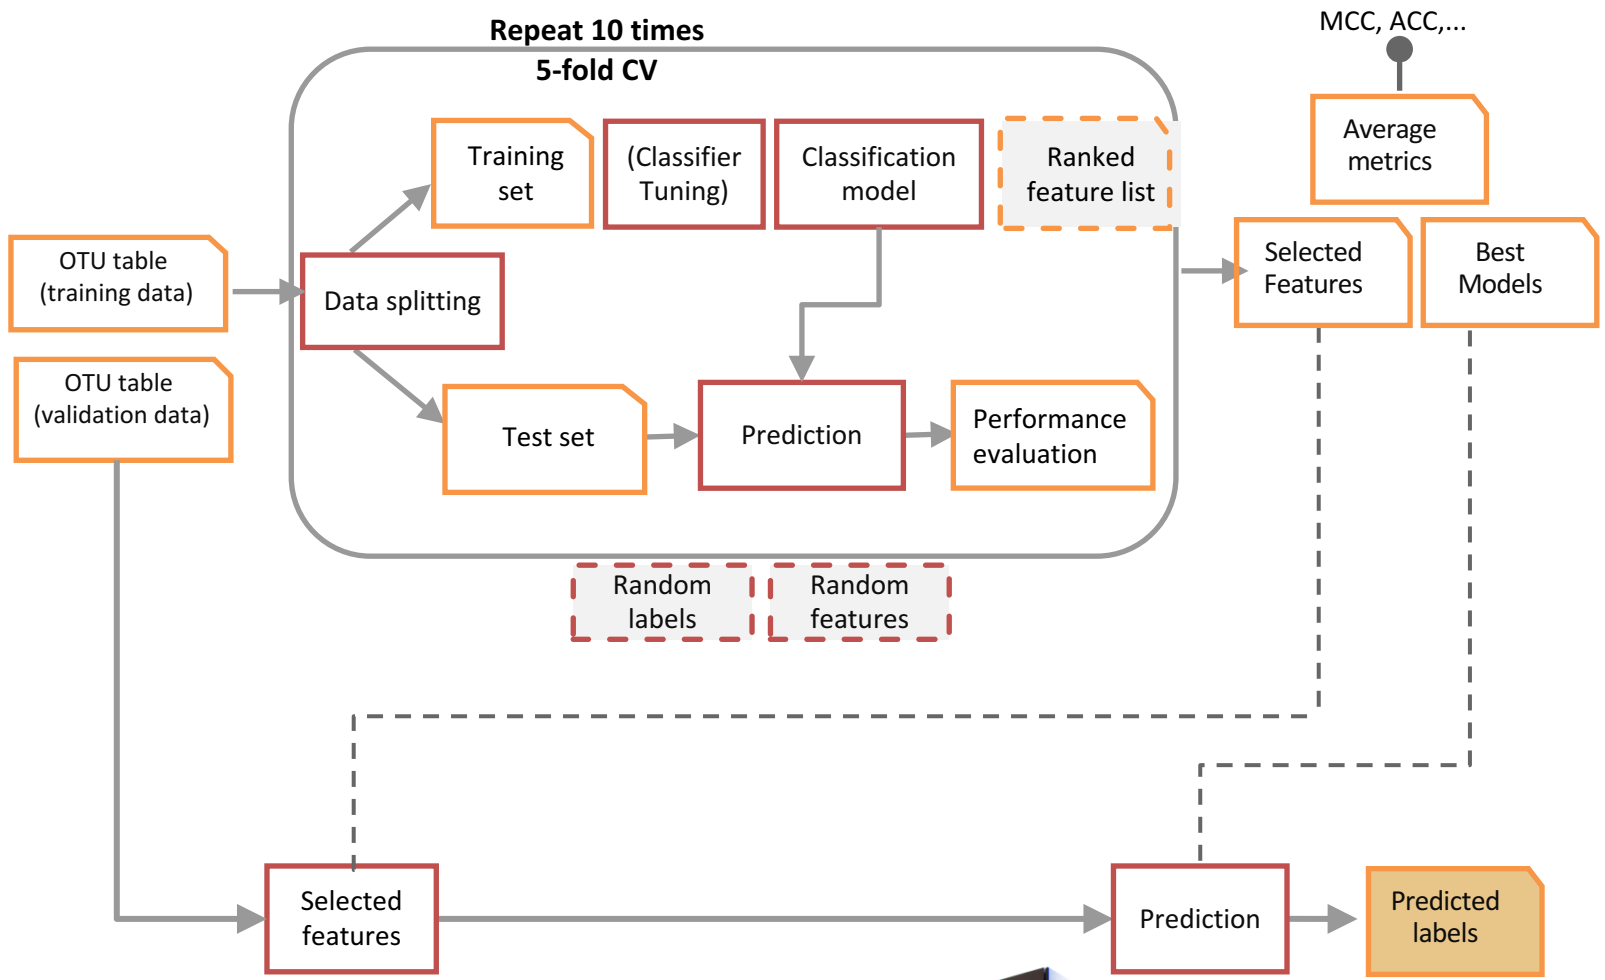 Repeat 10 times
5-fold CV
MCC, ACC,...
Average
metrics
Training
set
(Classifier
Tuning)
Classification
model
Ranked
feature list
OTU table
(training data)
Data splitting
Selected
Features
Best
Models
OTU table
(validation data)
Test set
Prediction
Performance
evaluation
Random
labels
Random
features
Selected
features
Prediction
Predicted
labels